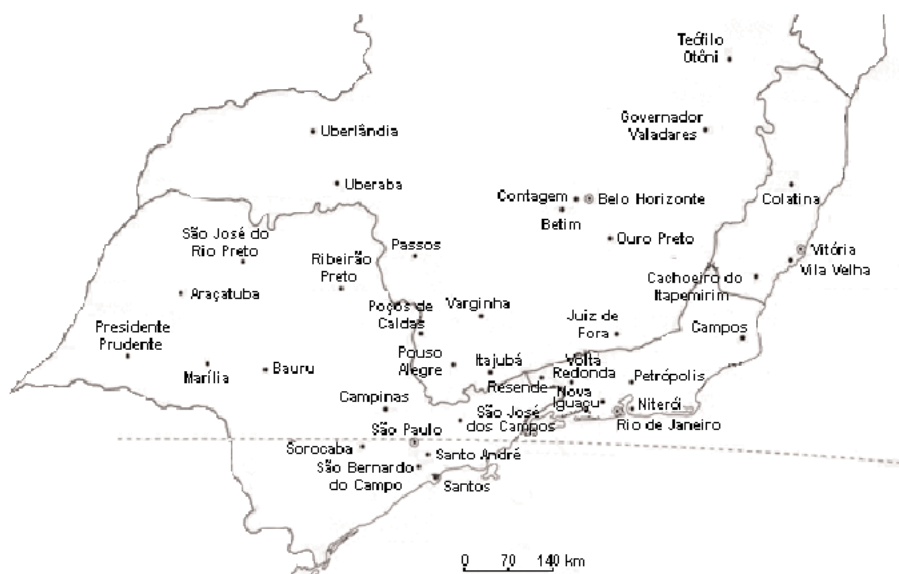 Teófilo
Otôni
Uberlândia
Governador
Valadares
Uberaba
Contagem
Belo Horizonte
Betim
Colatina
São José do
Rio Preto
Passos
Ouro Preto
Vitória
Vila Velha
Ribeirão
Preto
Cachoeiro do
Itapemirim
Araçatuba
Poços de
Caldas
Varginha
Juiz de
Fora
Campos
Presidente
Prudente
Marília
Bauru
Pouso
Alegre
Itajubá
Volta
Redonda
Resende
Petrópolis
Campinas
Nova
Iguaçu
Niterói
São José
dos Campos
Rio de Janeiro
São Paulo
Sorocaba
Santo André
São Bernardo
do Campo
Santos
0 70 140 km